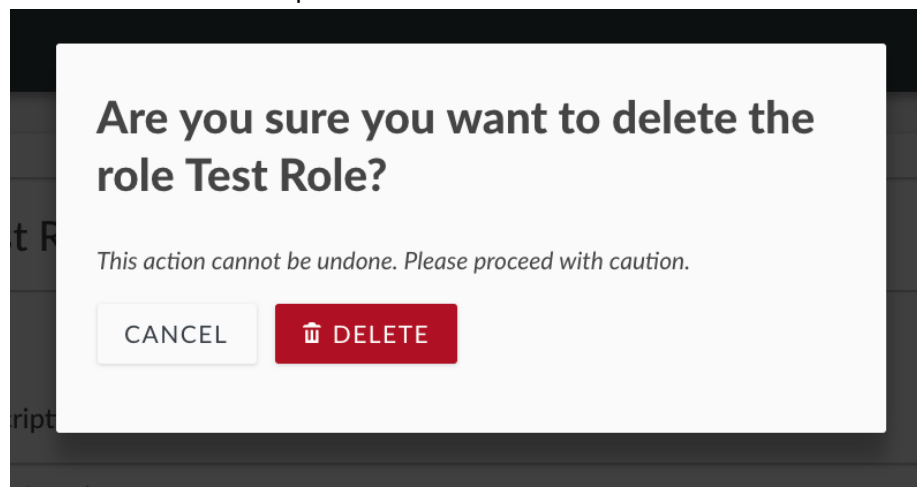 Are you sure you want to delete the
role Test Role?
t R
This action cannot be undone. Please proceed with caution.
CANCEL
DELETE
ript